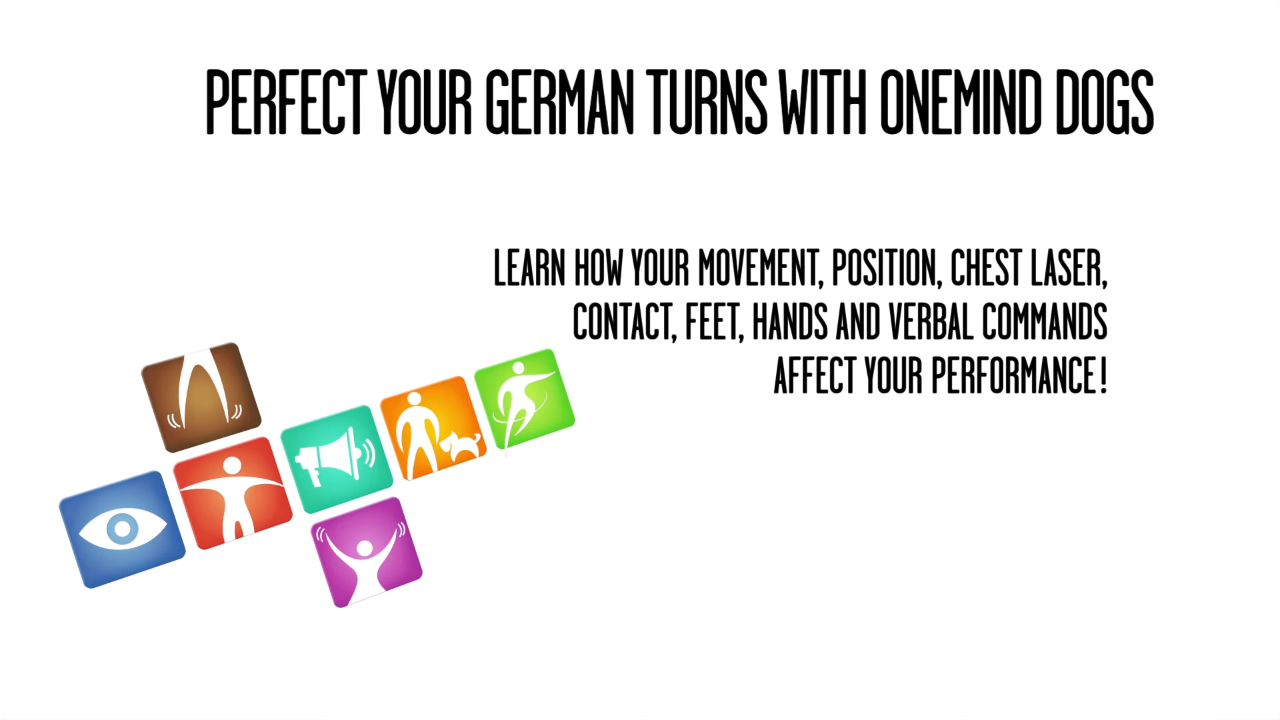 PERFECT YOUR GERMAN TURNS WITH ONEMIND DOGS
LEARN HOW YOUR MOVEMENT, POSITION, CHEST LASER,
CONTACT, FEET, HANDS AND VERBAL COMMANDS
AFFECT YOUR PERFORMANCE!